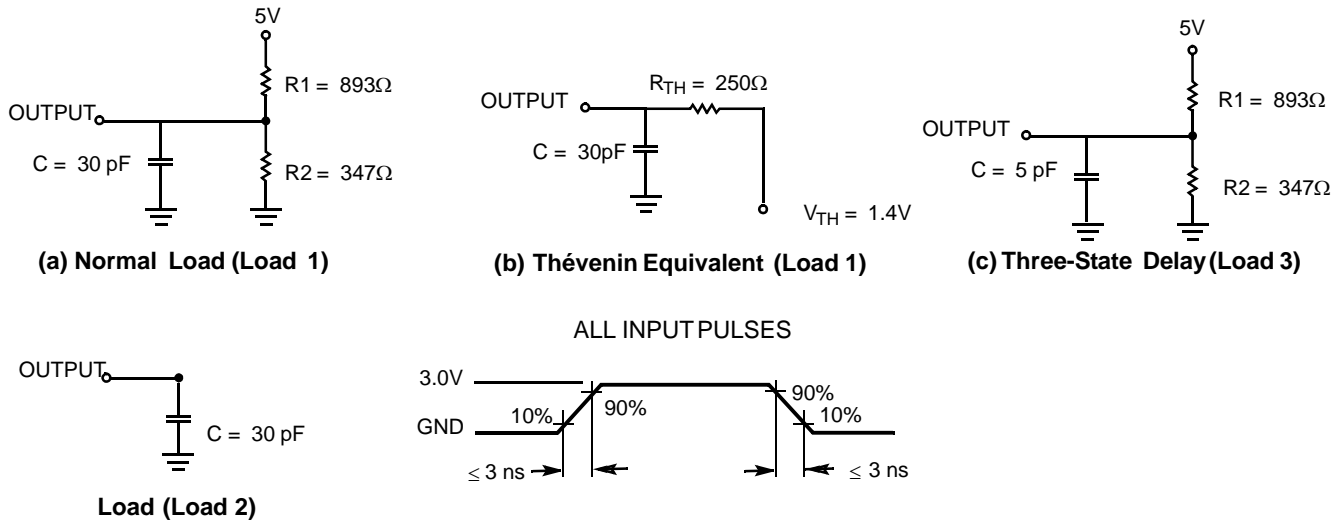 5V
R1 = 893Ω
OUTPUT
C = 30 pF
R2 = 347Ω
(a) Normal Load (Load 1)
RTH = 250Ω
OUTPUT
C = 30pF
VTH = 1.4V
(b) Thévenin Equivalent (Load 1)
5V
R1 = 893Ω
OUTPUT
C = 5 pF
R2 = 347Ω
(c) Three-State Delay(Load 3)
OUTPUT
C = 30 pF
Load (Load 2)
ALL INPUT PULSES
3.0V
GND
10%
90%
90%
10%
≤ 3 ns
≤ 3 ns